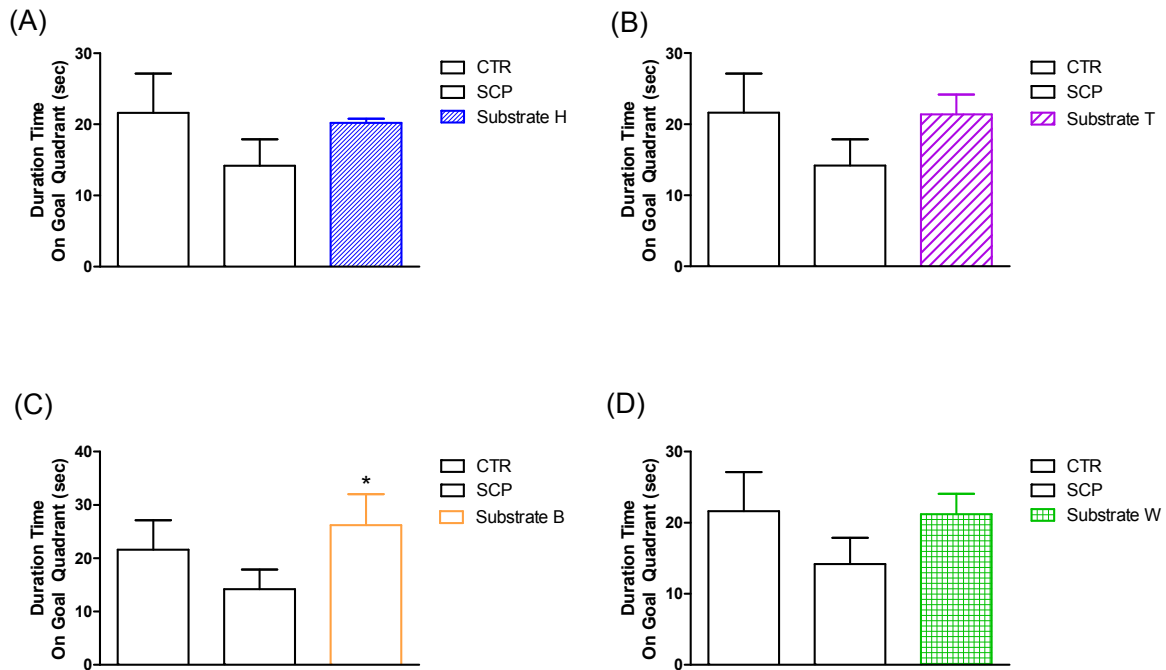 (A)
Duration Time
On Goal Quadrant (sec)
30
20
10
0
CTR
SCP
Substrate H
(B)
Duration Time
On Goal Quadrant (sec)
30
20
10
0
CTR
SCP
Substrate T
(C)
Duration Time
On Goal Quadrant (sec)
40
30
20
10
0
*
CTR
SCP
Substrate B
(D)
Duration Time
On Goal Quadrant (sec)
30
20
10
0
CTR
SCP
Substrate W